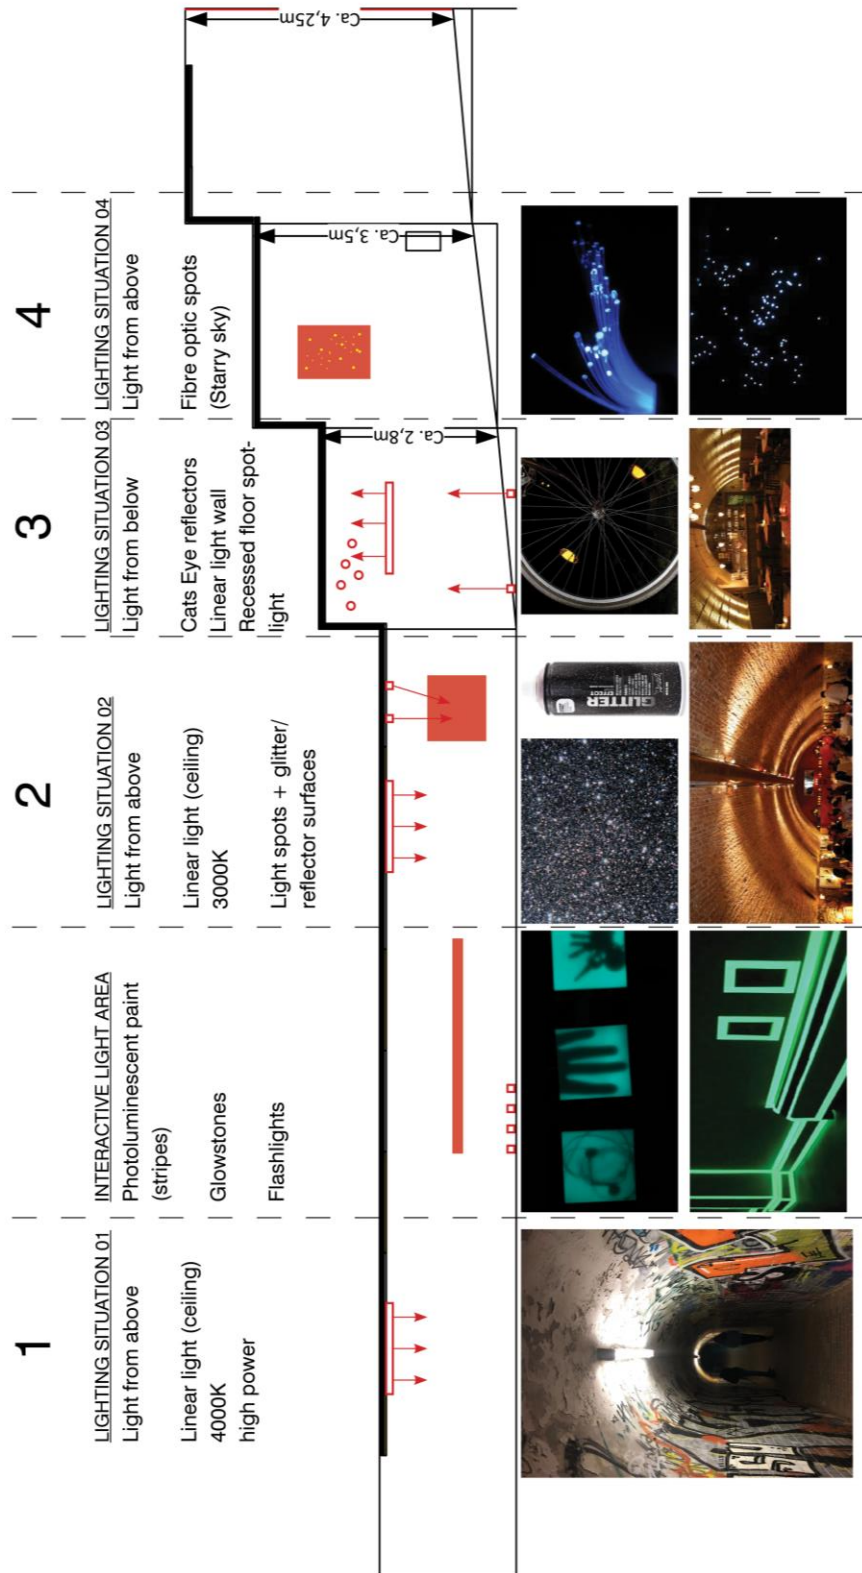 1
LIGHTING SITUATION 01
Light from above
Linear light (ceiling)
4000K
high power
INTERACTIVE LIGHT AREA
Photoluminescent paint
(stripes)
Glowstones
Flashlights
2
LIGHTING SITUATION 02
Light from above
Linear light (ceiling)
3000K
Light spots + glitter/
reflector surfaces
3
LIGHTING SITUATION 03
Light from below
Cats Eye reflectors
Linear light wall
Recessed floor spot-
light
4
LIGHTING SITUATION 04
Light from above
Fibre optic spots
(Starry sky)
Ca. 2,8m
Ca. 3,5m
Ca. 4,25m
GLITTER
EFFECT